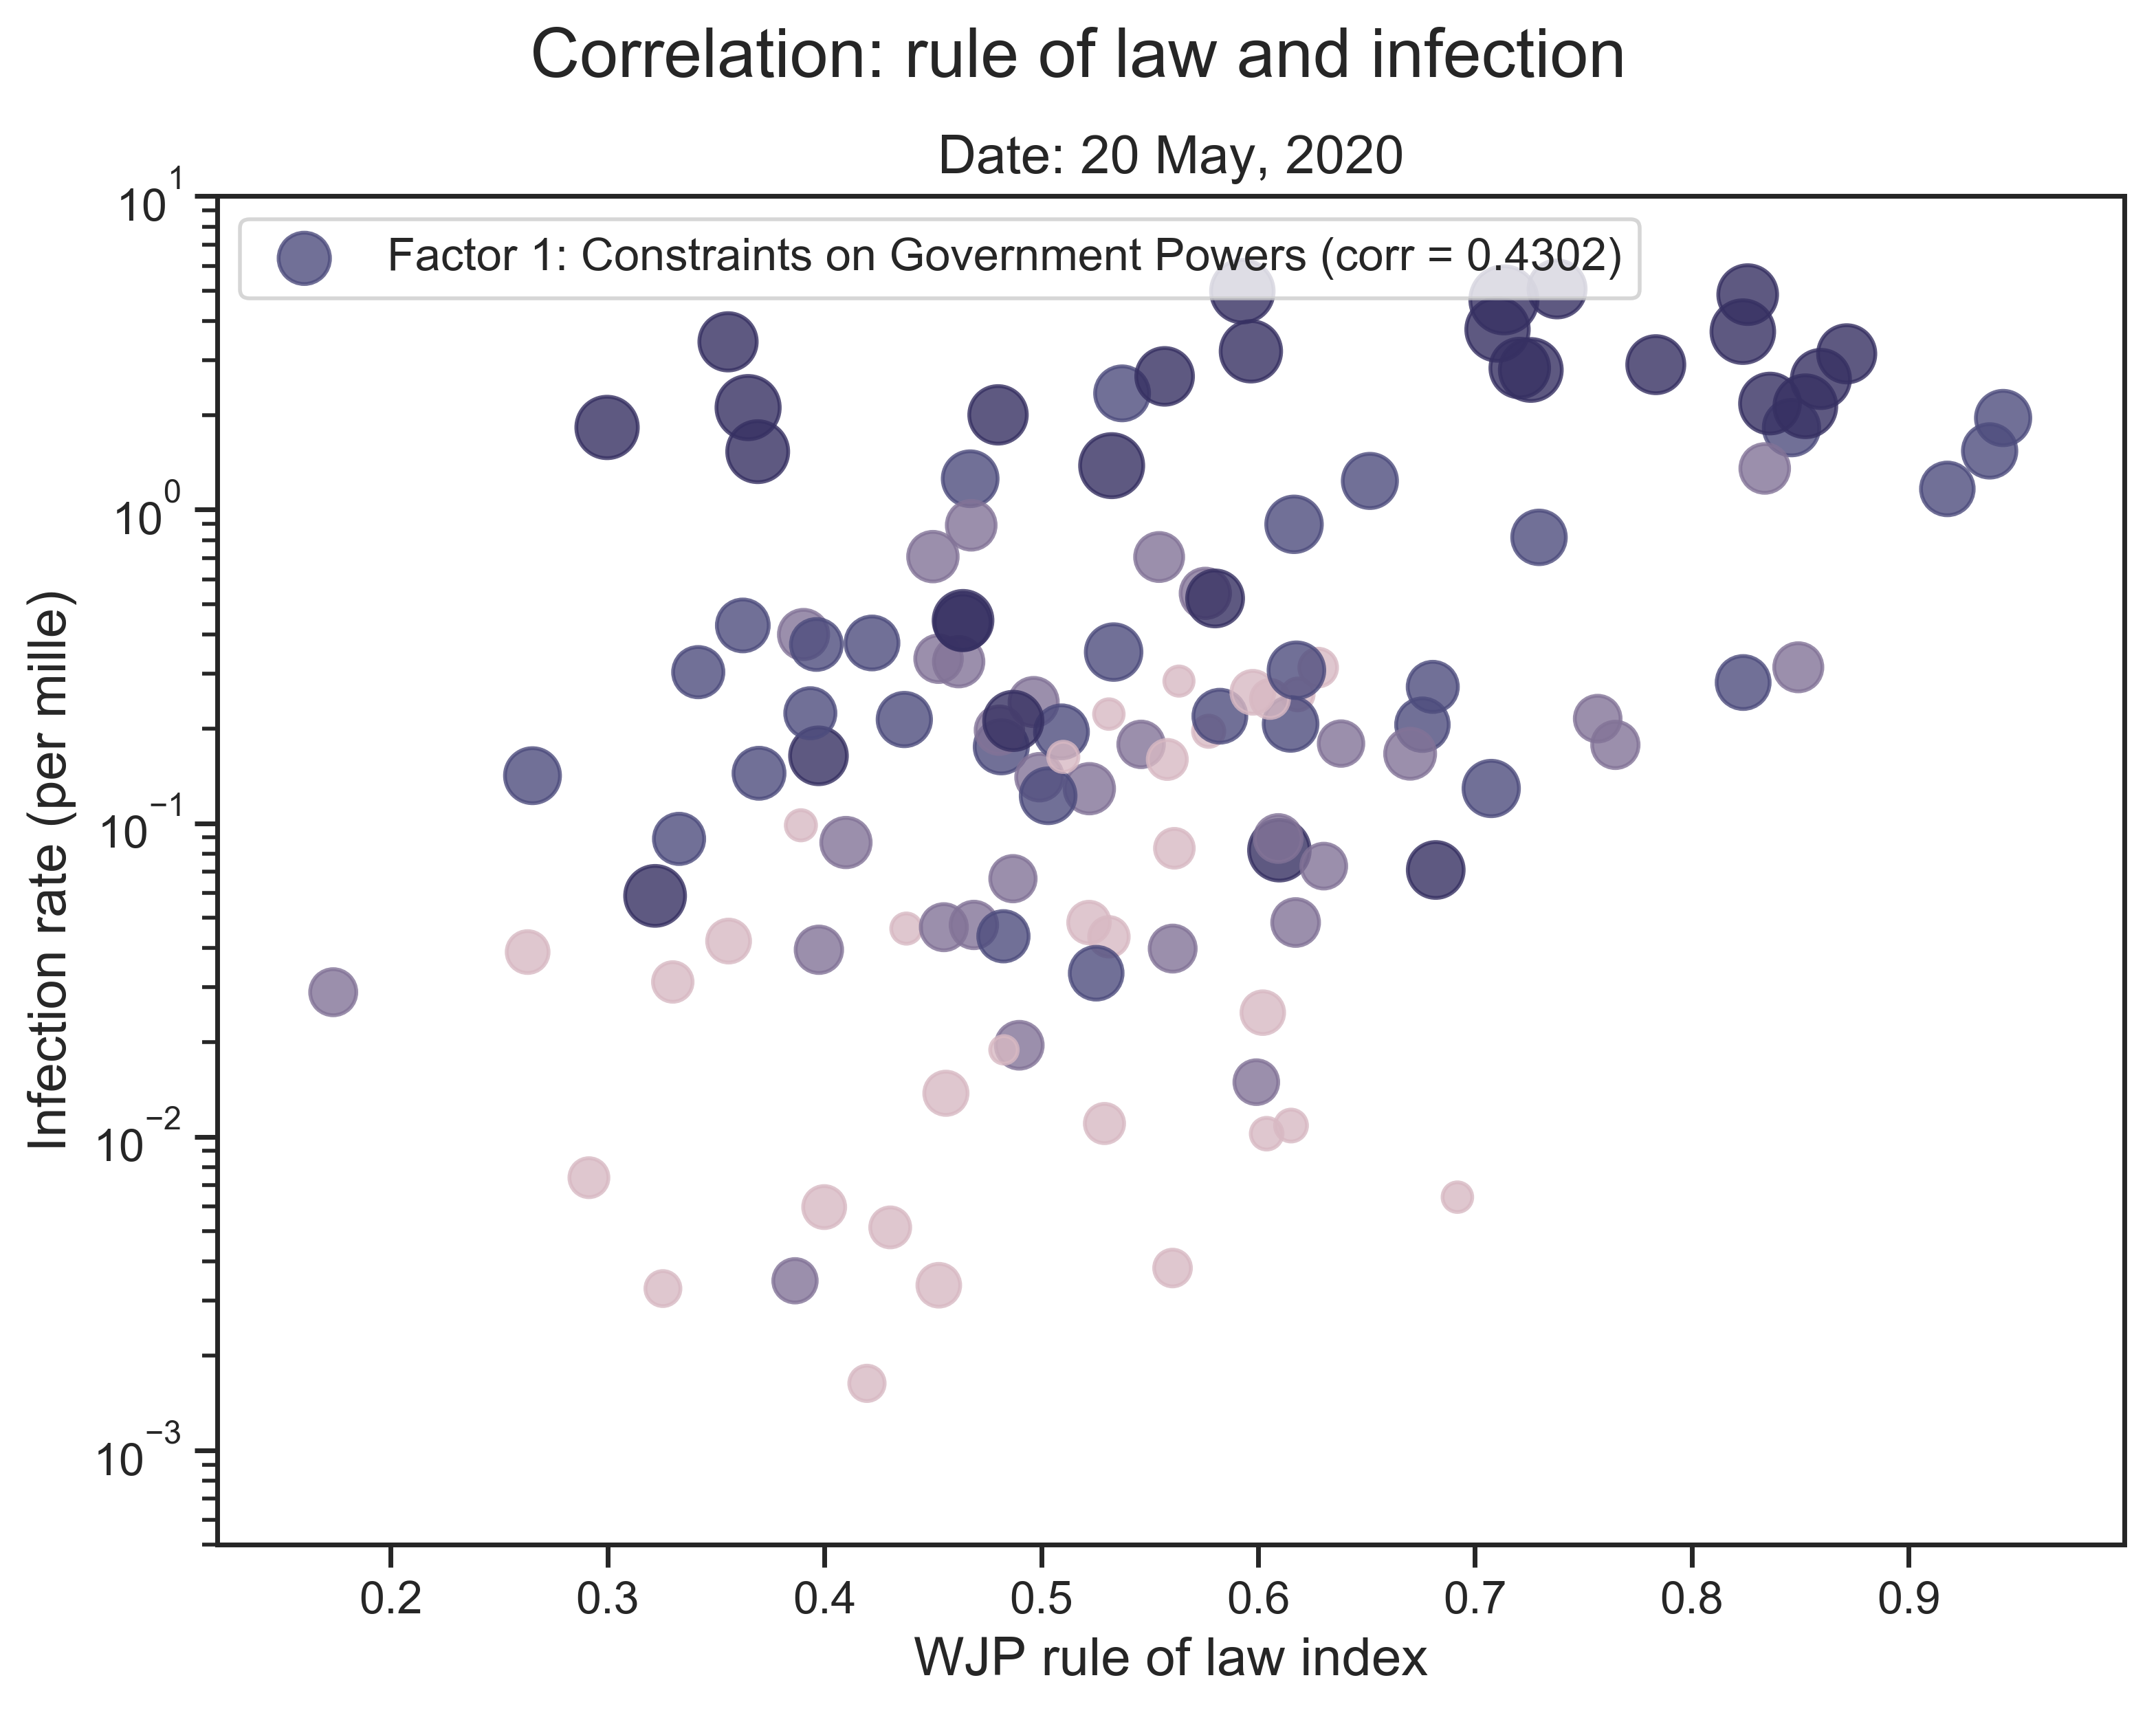 Correlation: rule of law and infection
Date: 20 May, 2020
Factor 1: Constraints on Government Powers (corr = 0.4302)
Infection rate (per mille)
10^1
10^0
10^−1
10^−2
10^−3
0.2 0.3 0.4 0.5 0.6 0.7 0.8 0.9
WJP rule of law index